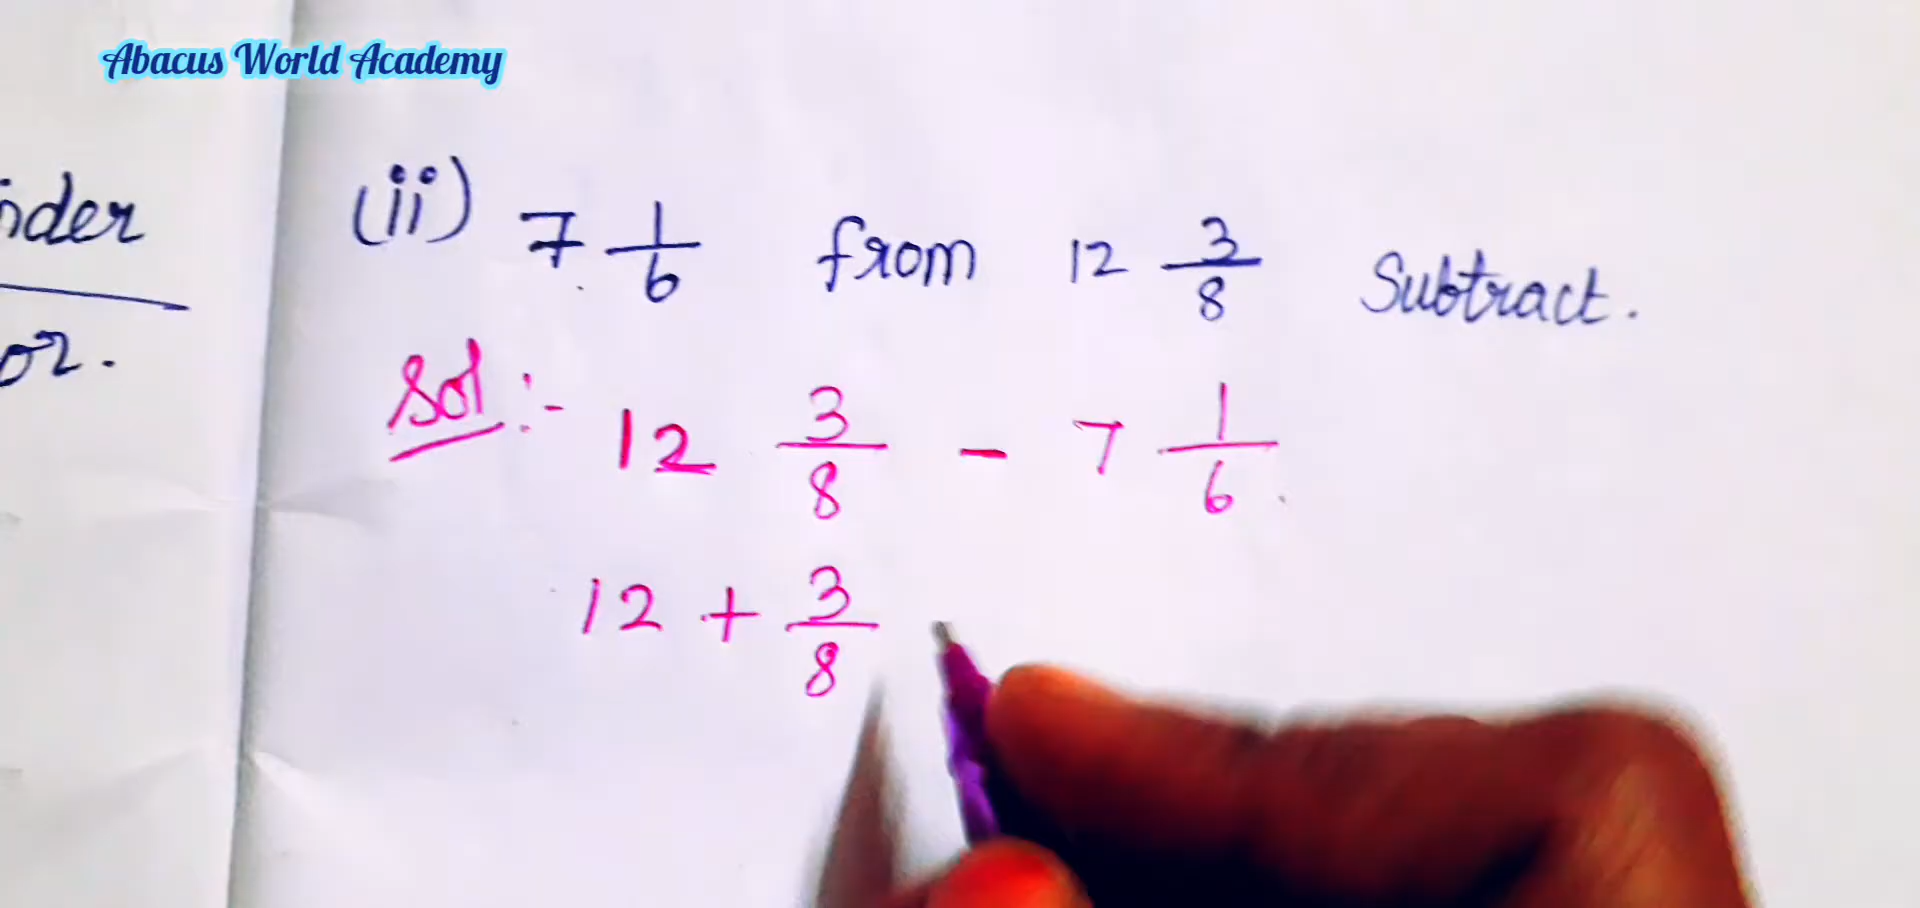 Abacus World Academy
(ii) 7 1/6 from 12 3/8 Subtract.
Sol :- 12 3/8 - 7 1/6
12 + 3/8